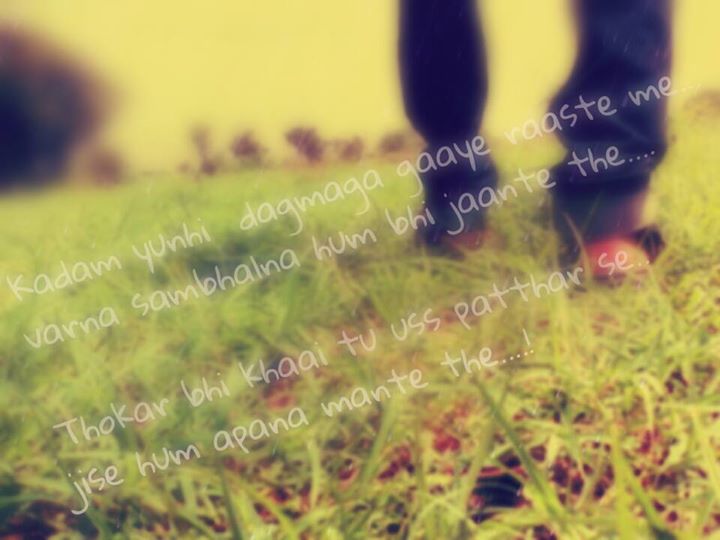 Kadam yunhi dagmaga gaaye raaste me...
varna sambhalna hum bhi jaante the....
Thokar bhi khaai tu uss patthar se...
jise hum apana mante the.....!